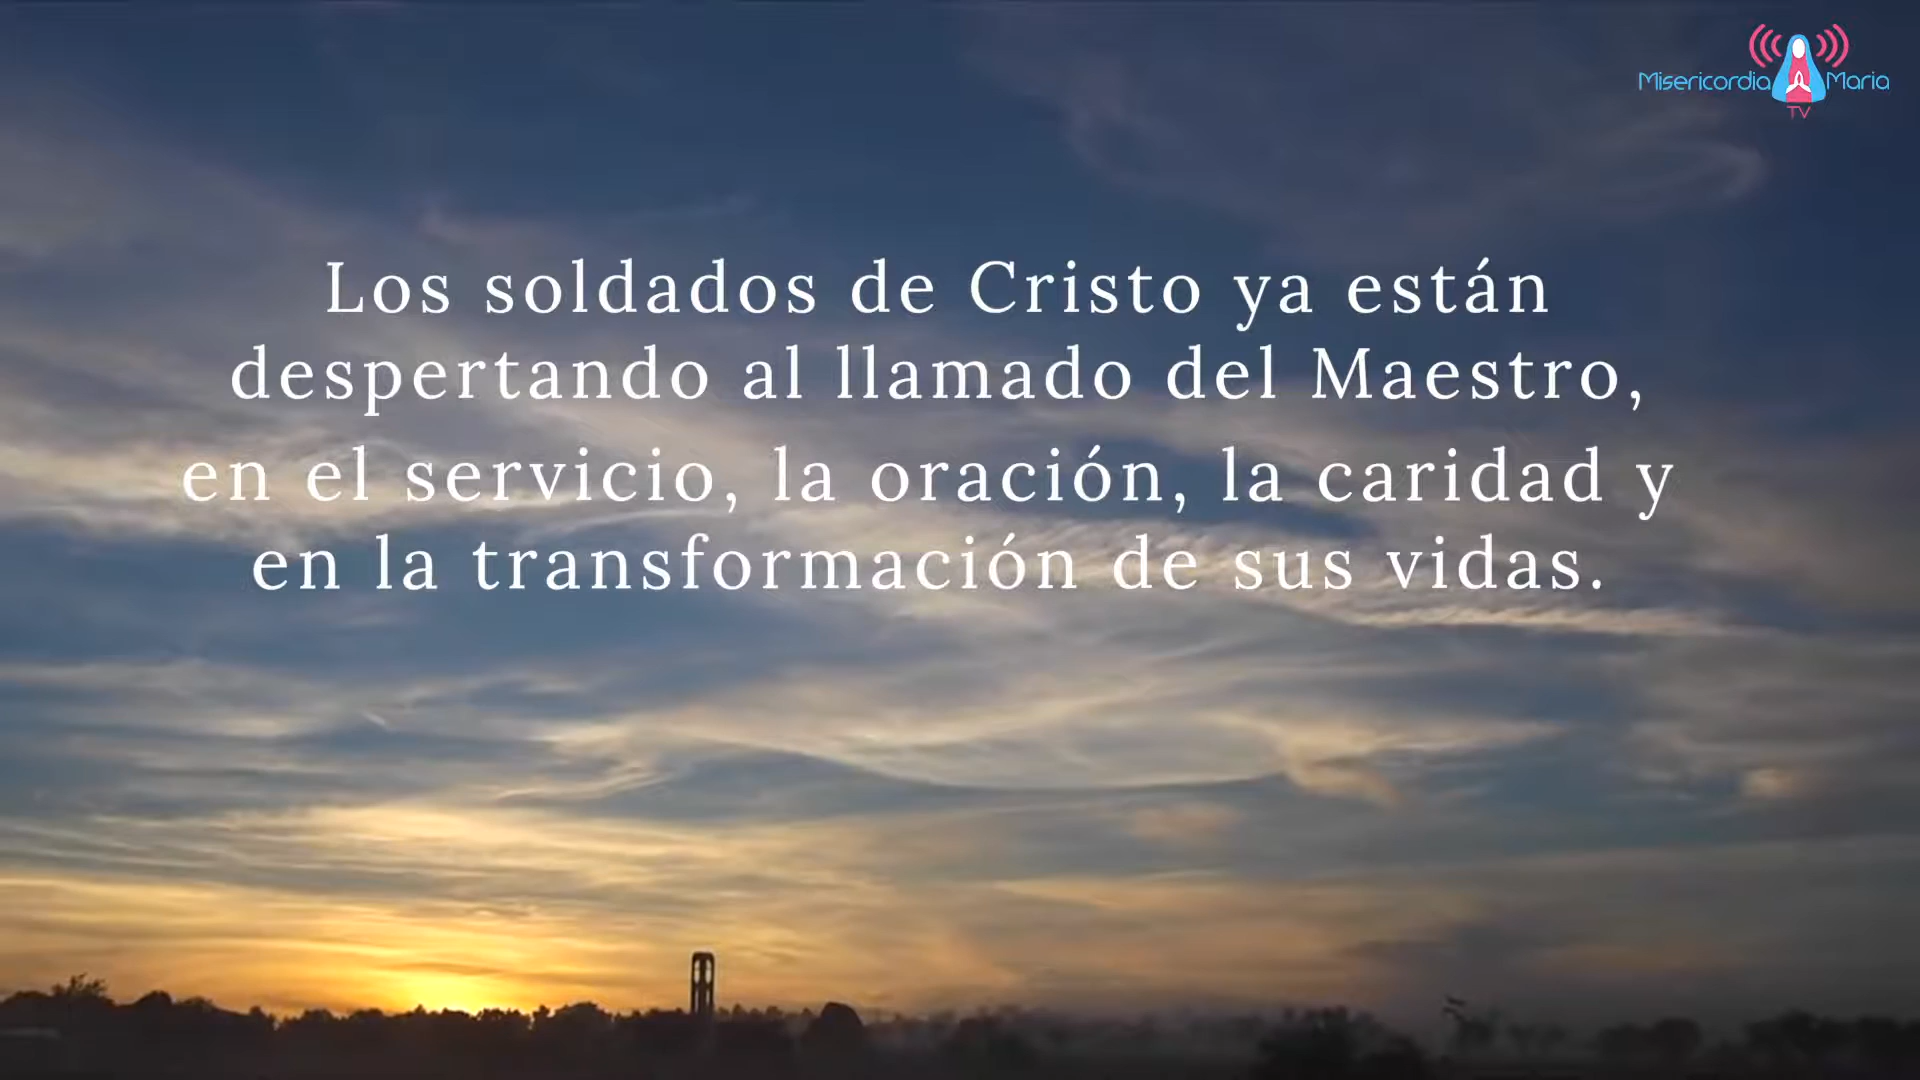 Misericordia Maria
TV
Los soldados de Cristo ya están
despertando al llamado del Maestro,
en el servicio, la oración, la caridad y
en la transformación de sus vidas.